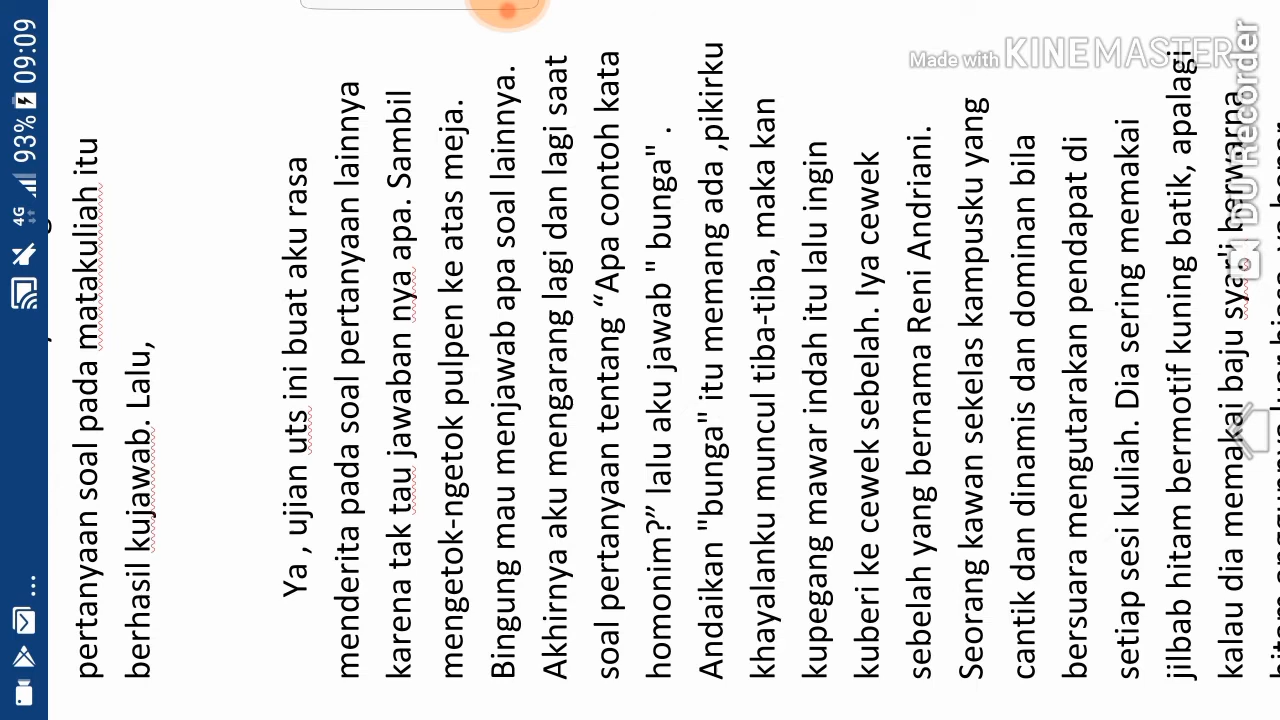 09:09
93%
4G
...
pertanyaan soal pada matakuliah itu
berhasil kujawab. Lalu,
Ya , ujian uts ini buat aku rasa
menderita pada soal pertanyaan lainnya
karena tak tau jawaban nya apa. Sambil
mengetok-ngetok pulpen ke atas meja.
Bingung mau menjawab apa soal lainnya.
Akhirnya aku mengarang lagi dan lagi saat
soal pertanyaan tentang “Apa contoh kata
homonim?” lalu aku jawab " bunga" .
Andaikan "bunga" itu memang ada ,pikirku
khayalanku muncul tiba-tiba, maka kan
kupegang mawar indah itu lalu ingin
kuberi ke cewek sebelah. Iya cewek
sebelah yang bernama Reni Andriani.
Seorang kawan sekelas kampusku yang
cantik dan dinamis dan dominan bila
bersuara mengutarakan pendapat di
setiap sesi kuliah. Dia sering memakai
jilbab hitam bermotif kuning batik, apalagi
kalau dia memakai baju syar'i berwarna
Made with KINEMASTER
DU Recorder